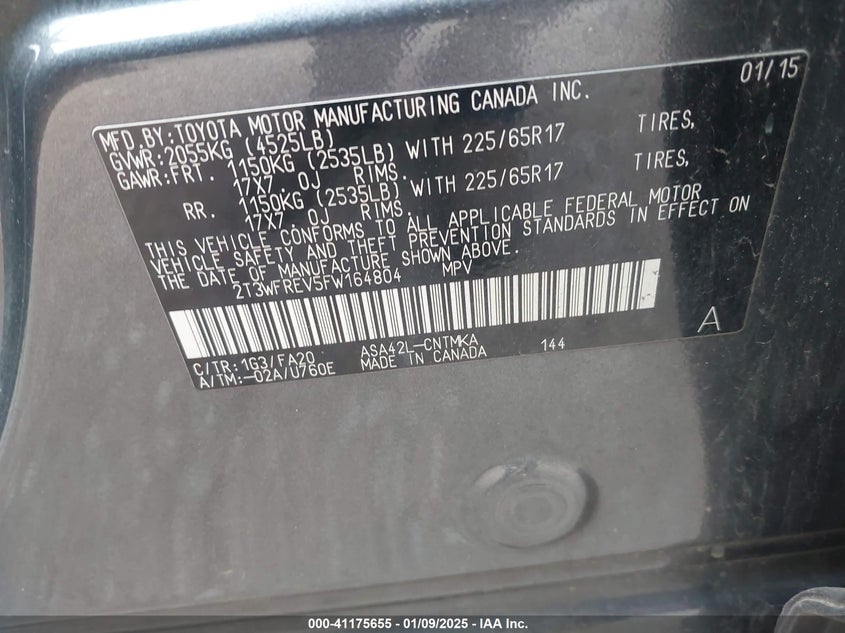 01/15
MFD.BY:TOYOTA MOTOR MANUFACTURING CANADA INC.
GVWR:2055KG (4525LB)
GAWR:FRT. 1150KG (2535LB) WITH 225/65R17 TIRES,
17X7.0J RIMS.
RR. 1150KG (2535LB) WITH 225/65R17 TIRES,
17X7 0J RIMS.
THIS VEHICLE CONFORMS TO ALL APPLICABLE FEDERAL MOTOR
VEHICLE SAFETY AND THEFT PREVENTION STANDARDS IN EFFECT ON
THE DATE OF MANUFACTURE SHOWN ABOVE.
2T3WFREV5FW164804 MPV
A
C/TR:1G3/FA20 ASA42L-CNTMKA 144
A/TM:-02A/U760E MADE IN CANADA
000-41175655 - 01/09/2025 - IAA Inc.